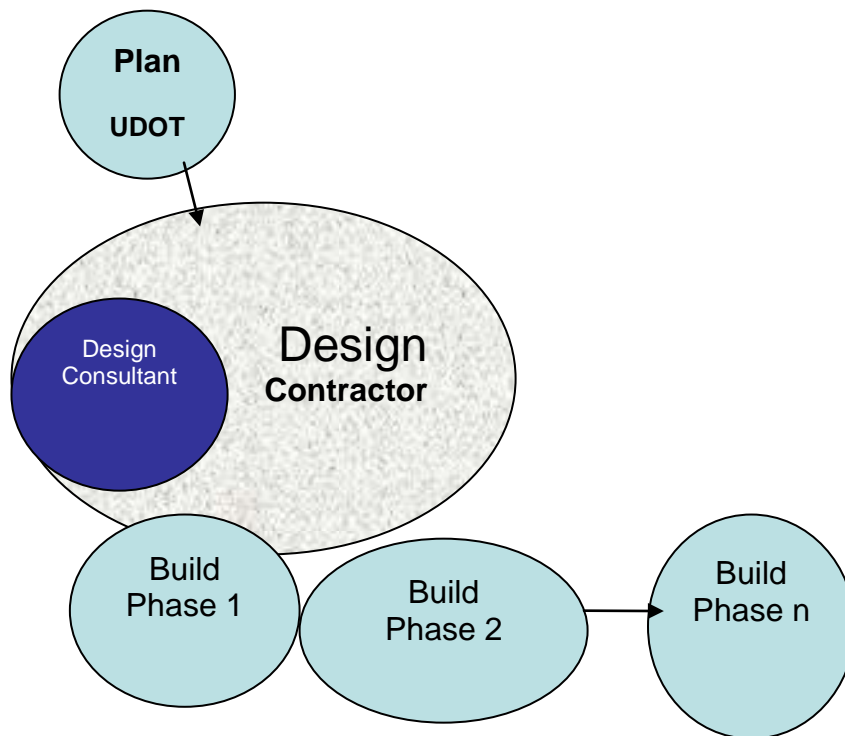 Plan
UDOT
Design
Consultant
Design
Contractor
Build
Phase 1
Build
Phase 2
Build
Phase n